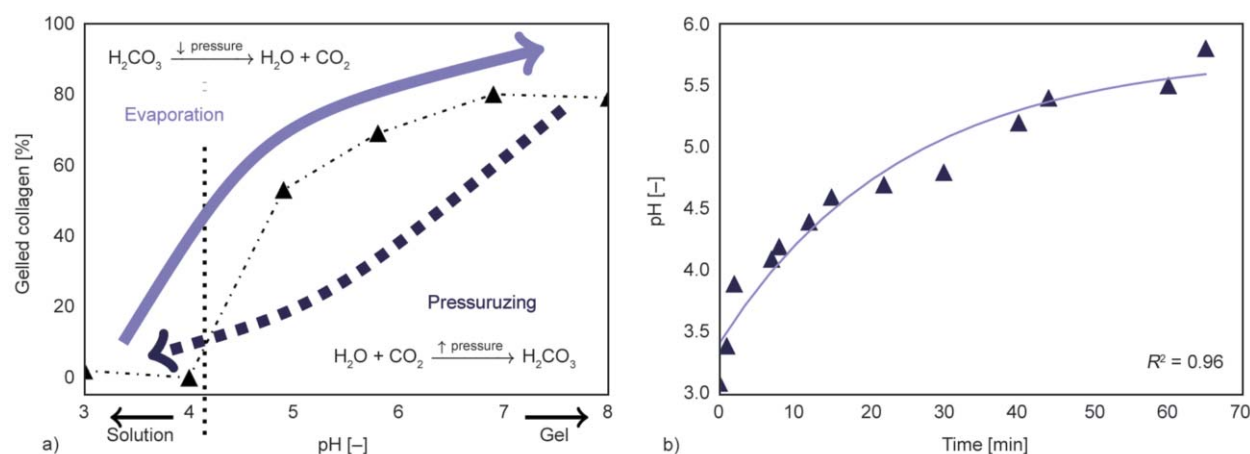 100
80
60
40
20
0
Gelled collagen [%]
H₂CO₃ ↓ pressure → H₂O + CO₂
Evaporation
Pressuruzing
H₂O + CO₂ ↑ pressure → H₂CO₃
3 4 5 6 7 8
Solution
Gel
a)
pH [–]
6.0
5.5
5.0
4.5
4.0
3.5
3.0
pH [–]
R² = 0.96
0 10 20 30 40 50 60 70
b)
Time [min]